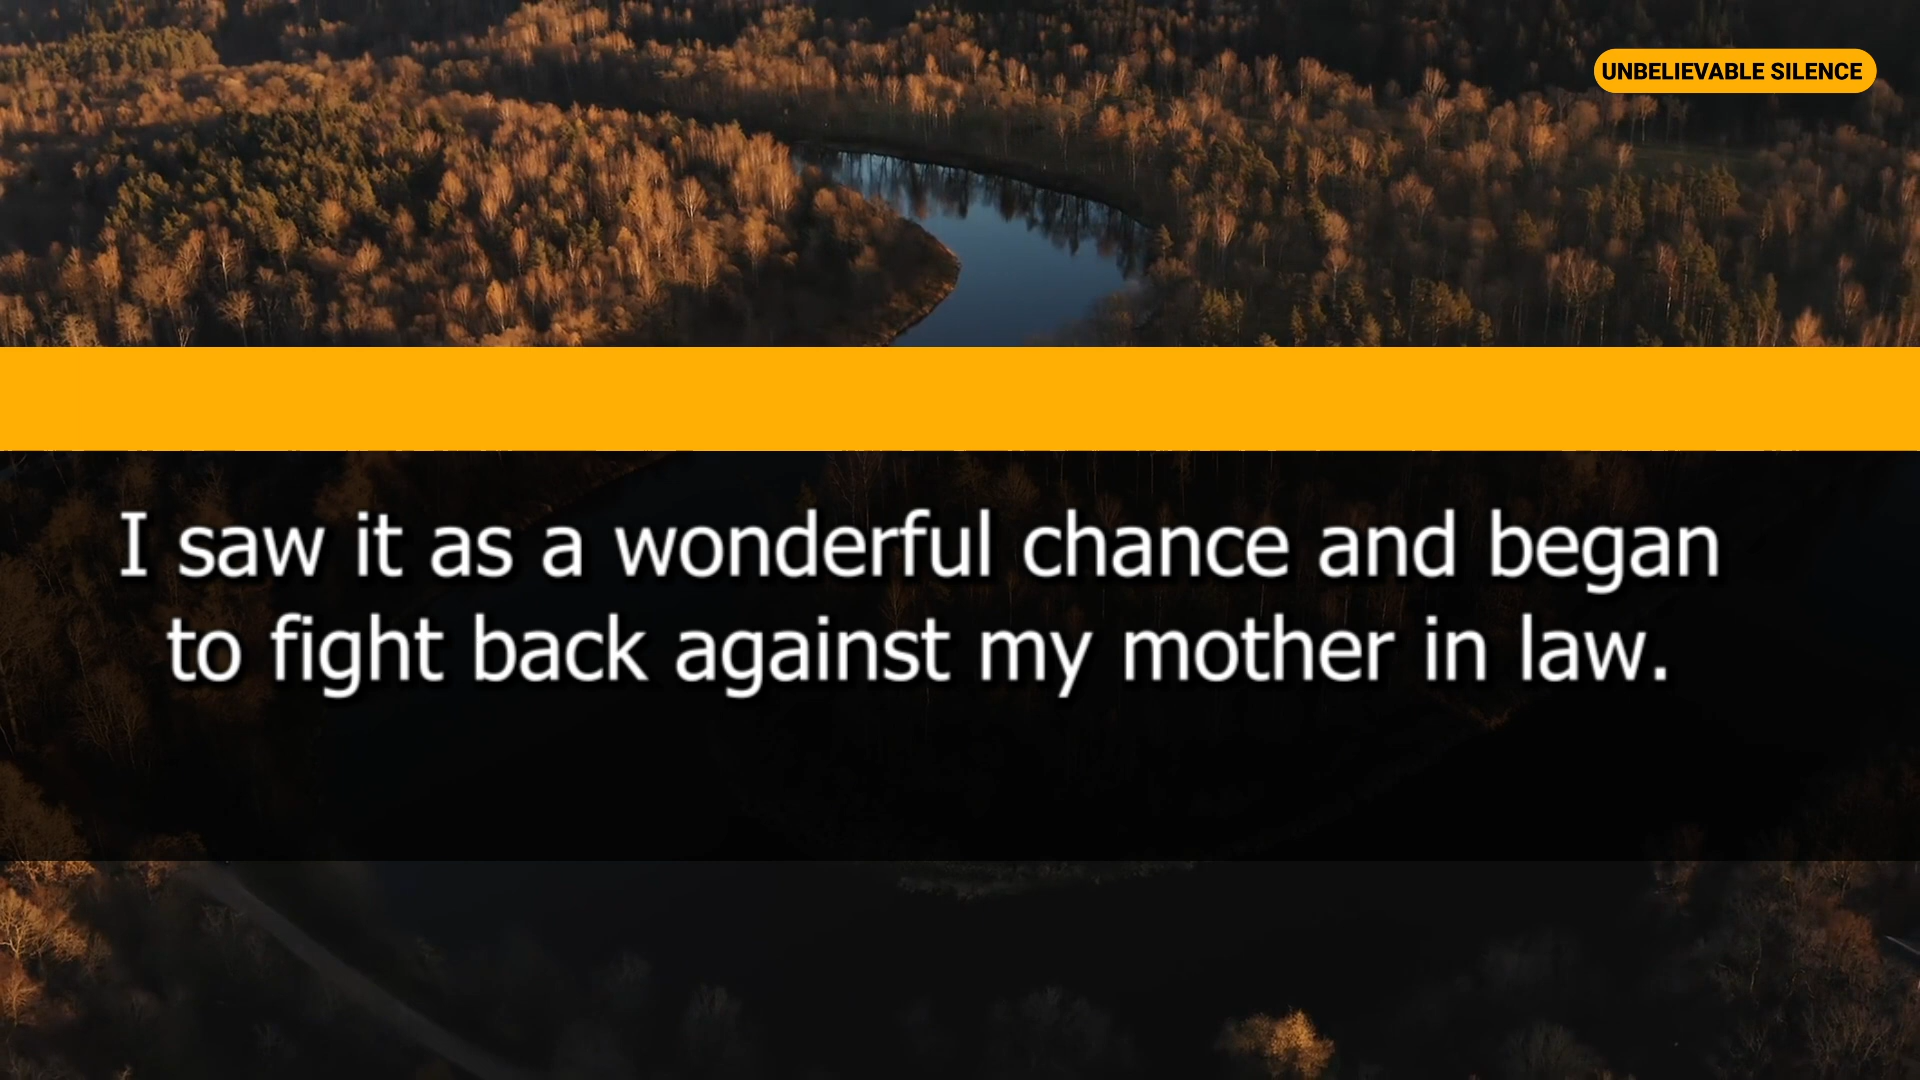 UNBELIEVABLE SILENCE
I saw it as a wonderful chance and began
to fight back against my mother in law.